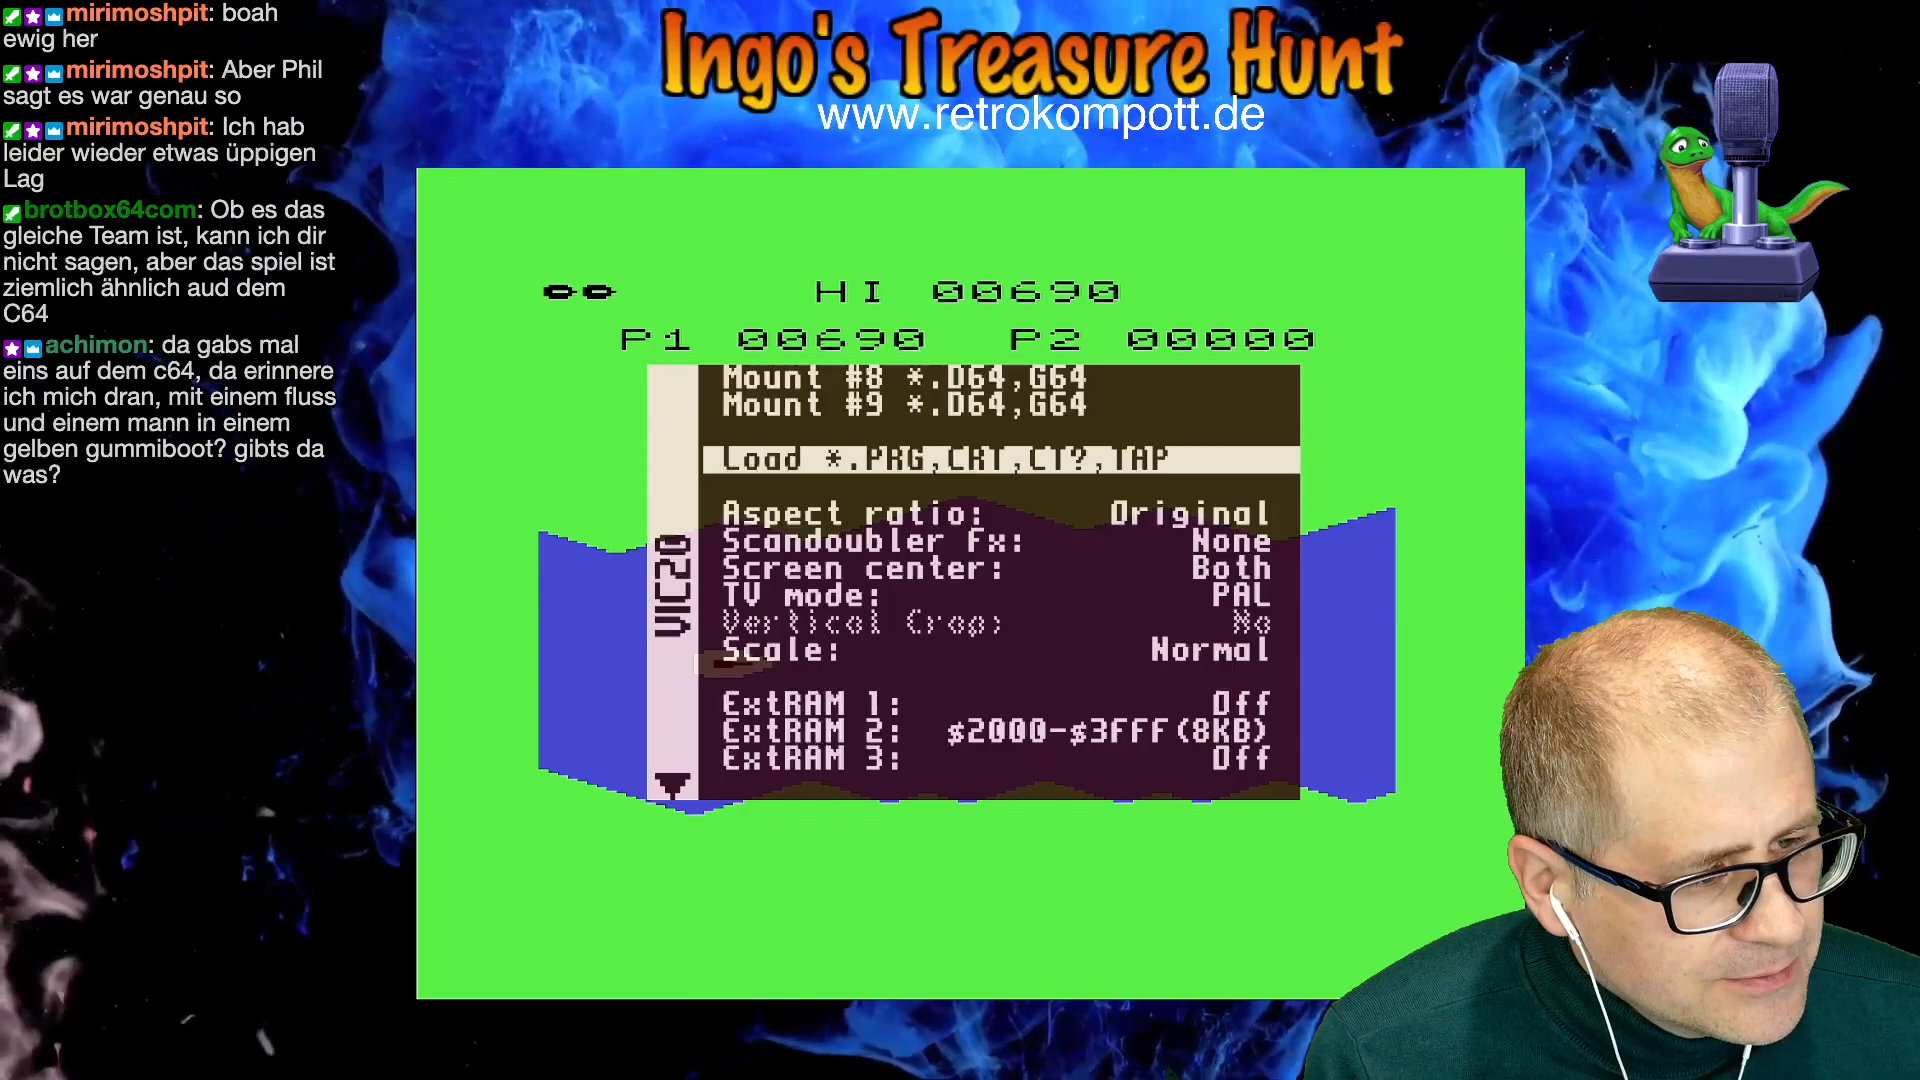 mirimoshpit: boah
ewig her
mirimoshpit: Aber Phil
sagt es war genau so
mirimoshpit: Ich hab
leider wieder etwas üppigen
Lag
brotbox64com: Ob es das
gleiche Team ist, kann ich dir
nicht sagen, aber das spiel ist
ziemlich ähnlich aud dem
C64
achimon: da gabs mal
eins auf dem c64, da erinnere
ich mich dran, mit einem fluss
und einem mann in einem
gelben gummiboot? gibts da
was?
Ingo's Treasure Hunt
www.retrokompott.de
HI 00690
P1 00690 P2 00000
VIC20
Mount #8 *.D64,G64
Mount #9 *.D64,G64
Load *.PRG,CRT,CT?,TAP
Aspect ratio: Original
Scandoubler Fx: None
Screen center: Both
TV mode: PAL
Vertical Crop: No
Scale: Normal
ExtRAM 1: Off
ExtRAM 2: $2000-$3FFF(8KB)
ExtRAM 3: Off